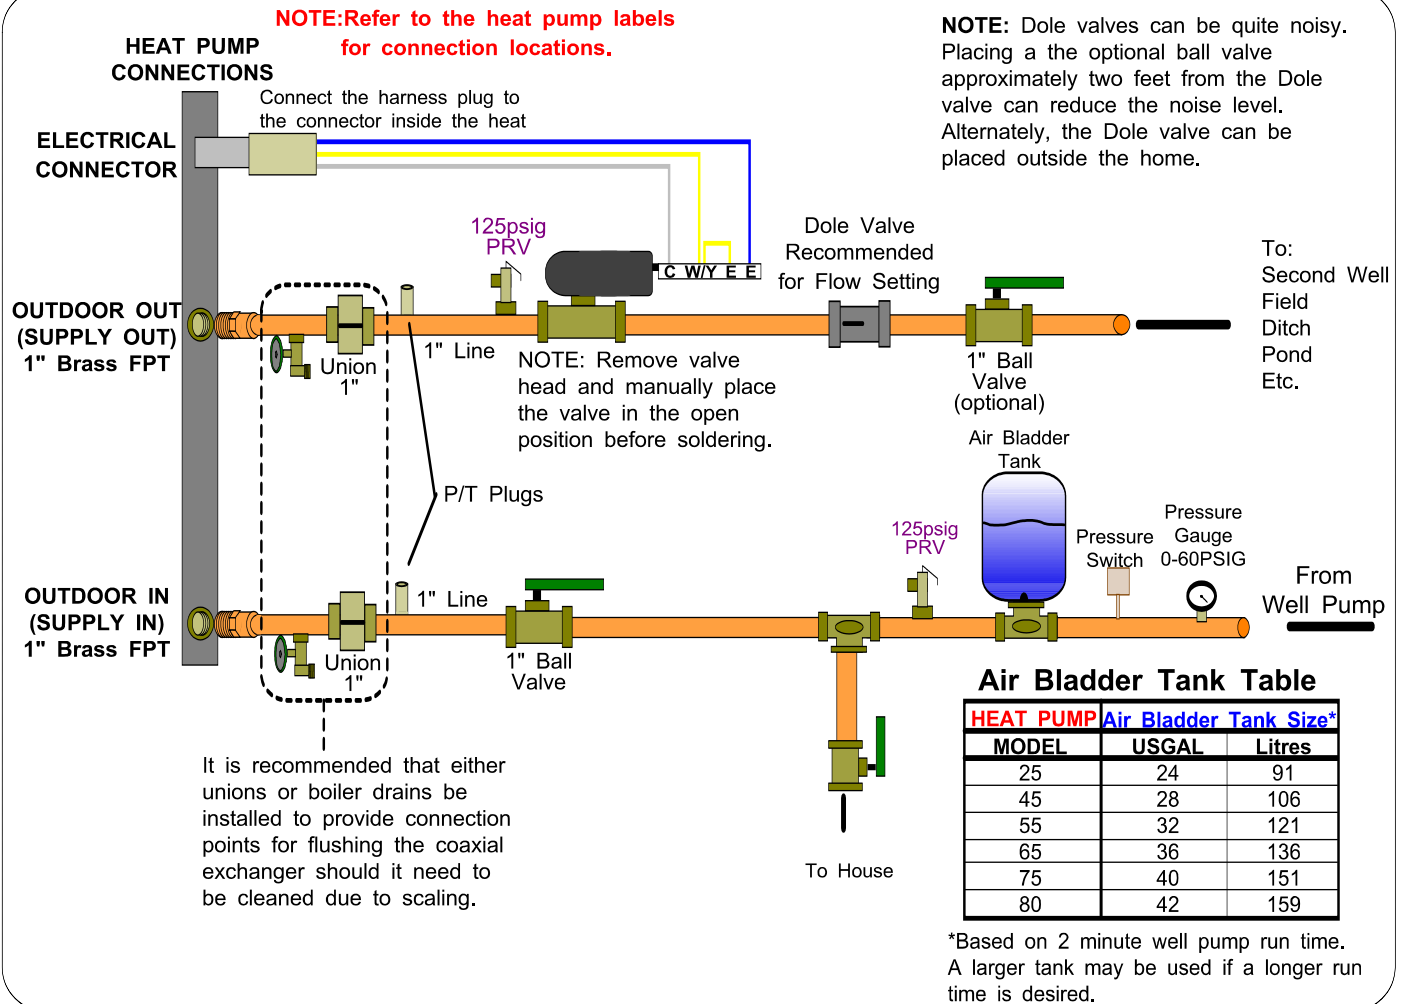 NOTE:Refer to the heat pump labels
for connection locations.
NOTE: Dole valves can be quite noisy.
Placing a the optional ball valve
approximately two feet from the Dole
valve can reduce the noise level.
Alternately, the Dole valve can be
placed outside the home.
HEAT PUMP
CONNECTIONS
Connect the harness plug to
the connector inside the heat
ELECTRICAL
CONNECTOR
125psig
PRV
C W/Y E E
Dole Valve
Recommended
for Flow Setting
To:
Second Well
Field
Ditch
Pond
Etc.
OUTDOOR OUT
(SUPPLY OUT)
1" Brass FPT
Union
1"
1" Line
NOTE: Remove valve
head and manually place
the valve in the open
position before soldering.
1" Ball
Valve
(optional)
Air Bladder
Tank
P/T Plugs
125psig
PRV
Pressure
Switch
Pressure
Gauge
0-60PSIG
From
Well Pump
OUTDOOR IN
(SUPPLY IN)
1" Brass FPT
Union
1"
1" Line
1" Ball
Valve
To House
It is recommended that either
unions or boiler drains be
installed to provide connection
points for flushing the coaxial
exchanger should it need to
be cleaned due to scaling.
Air Bladder Tank Table
HEAT PUMP Air Bladder Tank Size*
MODEL USGAL Litres
25 24 91
45 28 106
55 32 121
65 36 136
75 40 151
80 42 159
*Based on 2 minute well pump run time.
A larger tank may be used if a longer run
time is desired.